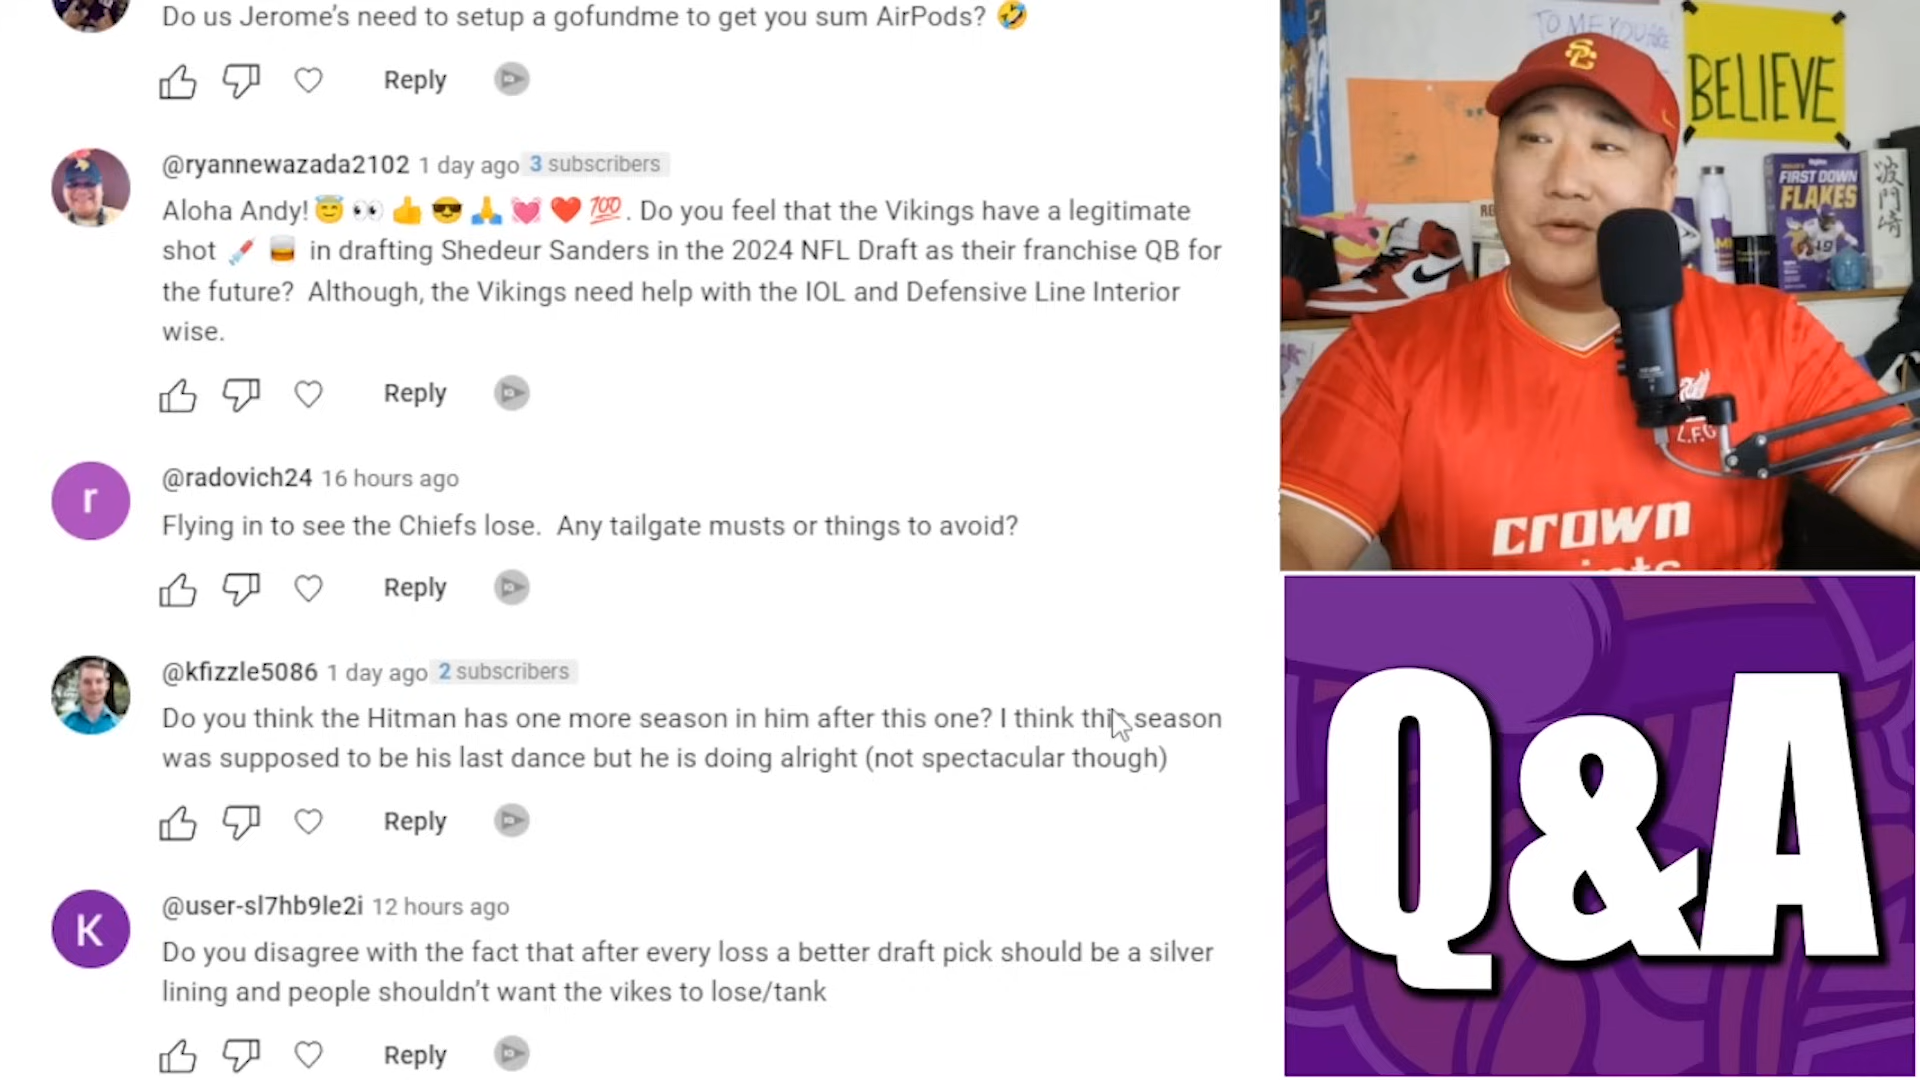 Do us Jerome's need to setup a gofundme to get you sum AirPods? 🤣
Reply
@ryannewazada2102 1 day ago 3 subscribers
Aloha Andy! 😇 👀 👍 😎 🙏 💓 ❤️ 💯 . Do you feel that the Vikings have a legitimate
shot 💉 🥃 in drafting Shedeur Sanders in the 2024 NFL Draft as their franchise QB for
the future?  Although, the Vikings need help with the IOL and Defensive Line Interior
wise.
Reply
r
@radovich24 16 hours ago
Flying in to see the Chiefs lose.  Any tailgate musts or things to avoid?
Reply
@kfizzle5086 1 day ago 2 subscribers
Do you think the Hitman has one more season in him after this one? I think this season
was supposed to be his last dance but he is doing alright (not spectacular though)
Reply
K
@user-sl7hb9le2i 12 hours ago
Do you disagree with the fact that after every loss a better draft pick should be a silver
lining and people shouldn't want the vikes to lose/tank
Reply
TO ME YOU ARE
BELIEVE
SC
FIRST DOWN
FLAKES
19
L.F.C
crown
Q&A